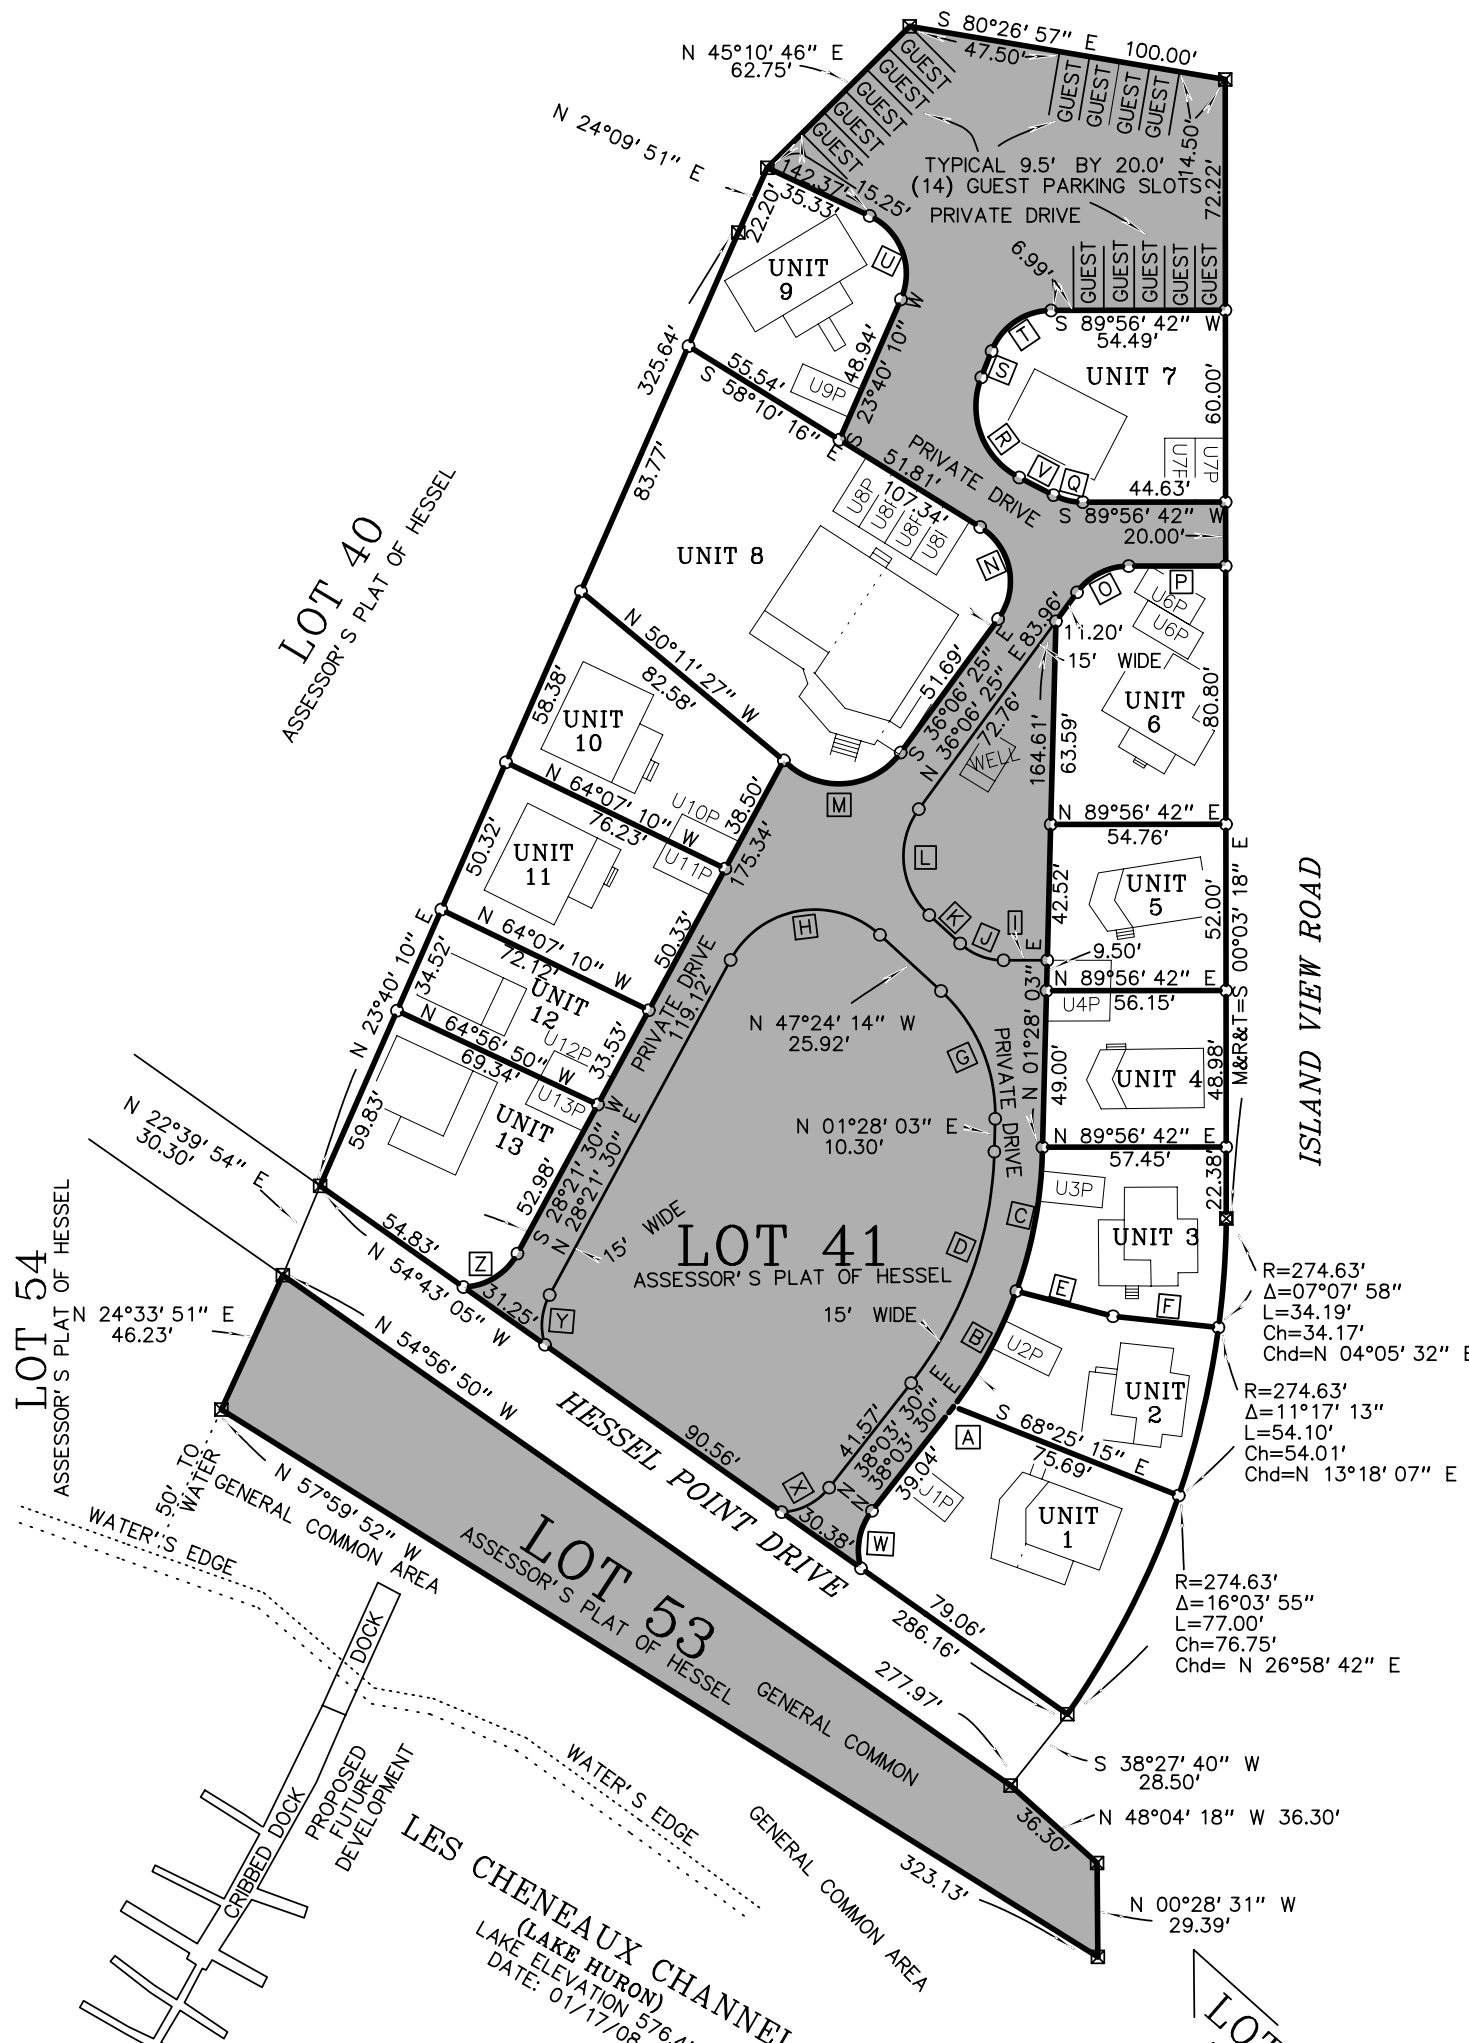 S 80°26'57" E 100.00'
47.50'
N 45°10'46" E
62.75'
GUEST
GUEST
GUEST
GUEST
GUEST
GUEST
GUEST
GUEST
GUEST
14.50'
72.22'
N 24°09'51" E
22.20'
142.37'
35.33'
15.25'
TYPICAL 9.5' BY 20.0'
(14) GUEST PARKING SLOTS
PRIVATE DRIVE
6.99'
GUEST
GUEST
GUEST
GUEST
GUEST
UNIT
9
U
U9P
48.94'
S 23°40'10" W
55.54'
S 58°10'16" E
325.64'
83.77'
S 89°56'42" W
54.49'
T
S
UNIT 7
60.00'
R
V
Q
U7P
U7P
44.63'
S 89°56'42" W
20.00'
PRIVATE DRIVE
51.81'
107.34'
U8P
U8P
U8P
U8P
UNIT 8
N
O
P
U6P
U6P
11.20'
83.96'
15' WIDE
UNIT
6
80.80'
63.59'
164.61'
51.69'
S 36°06'25" E
N 36°06'25" E
72.76'
WELL
M
L
K
J
I
LOT 40
ASSESSOR'S PLAT OF HESSEL
N 50°11'27" W
82.58'
58.38'
UNIT
10
N 64°07'10" W
76.23'
U10P
38.50'
175.34'
50.32'
UNIT
11
U11P
N 64°07'10" W
72.12'
50.33'
N 23°40'10" E
34.52'
UNIT
12
U12P
N 64°56'50" W
69.34'
33.53'
59.83'
UNIT
13
U13P
PRIVATE DRIVE
119.12'
H
N 47°24'14" W
25.92'
G
PRIVATE DRIVE
N 01°28'03" E
N 01°28'03" E
10.30'
N 89°56'42" E
54.76'
42.52'
UNIT
5
52.00'
9.50'
N 89°56'42" E
56.15'
U4P
UNIT 4
49.00'
48.98'
M&R&T=S 00°03'18" E
ISLAND VIEW ROAD
N 89°56'42" E
57.45'
22.38'
U3P
UNIT 3
C
D
E
F
N 22°39'54" E
30.30'
LOT 54
ASSESSOR'S PLAT OF HESSEL
N 24°33'51" E
46.23'
54.83'
N 54°43'05" W
Z
31.25'
Y
52.98'
S 28°21'30" W
N 28°21'30" E
15' WIDE
LOT 41
ASSESSOR'S PLAT OF HESSEL
15' WIDE
B
U2P
UNIT
2
R=274.63'
Δ=07°07'58"
L=34.19'
Ch=34.17'
Chd=N 04°05'32" E
R=274.63'
Δ=11°17'13"
L=54.10'
Ch=54.01'
Chd=N 13°18'07" E
S 68°25'15" E
75.69'
A
41.57'
N 38°03'30" E
N 38°03'30" E
39.04'
U1P
UNIT
1
X
30.38'
W
90.56'
N 54°56'50" W
HESSEL POINT DRIVE
79.06'
286.16'
277.97'
R=274.63'
Δ=16°03'55"
L=77.00'
Ch=76.75'
Chd= N 26°58'42" E
50' TO
WATER
N 57°59'52" W
GENERAL COMMON AREA
WATER'S EDGE
LOT 53
ASSESSOR'S PLAT OF HESSEL
GENERAL COMMON
S 38°27'40" W
28.50'
N 48°04'18" W 36.30'
36.30'
323.13'
N 00°28'31" W
29.39'
DOCK
CRIBBED DOCK
PROPOSED
FUTURE
DEVELOPMENT
WATER'S EDGE
GENERAL COMMON AREA
LES CHENEAUX CHANNEL
(LAKE HURON)
LAKE ELEVATION 576.4
DATE: 01/17/08
LOT